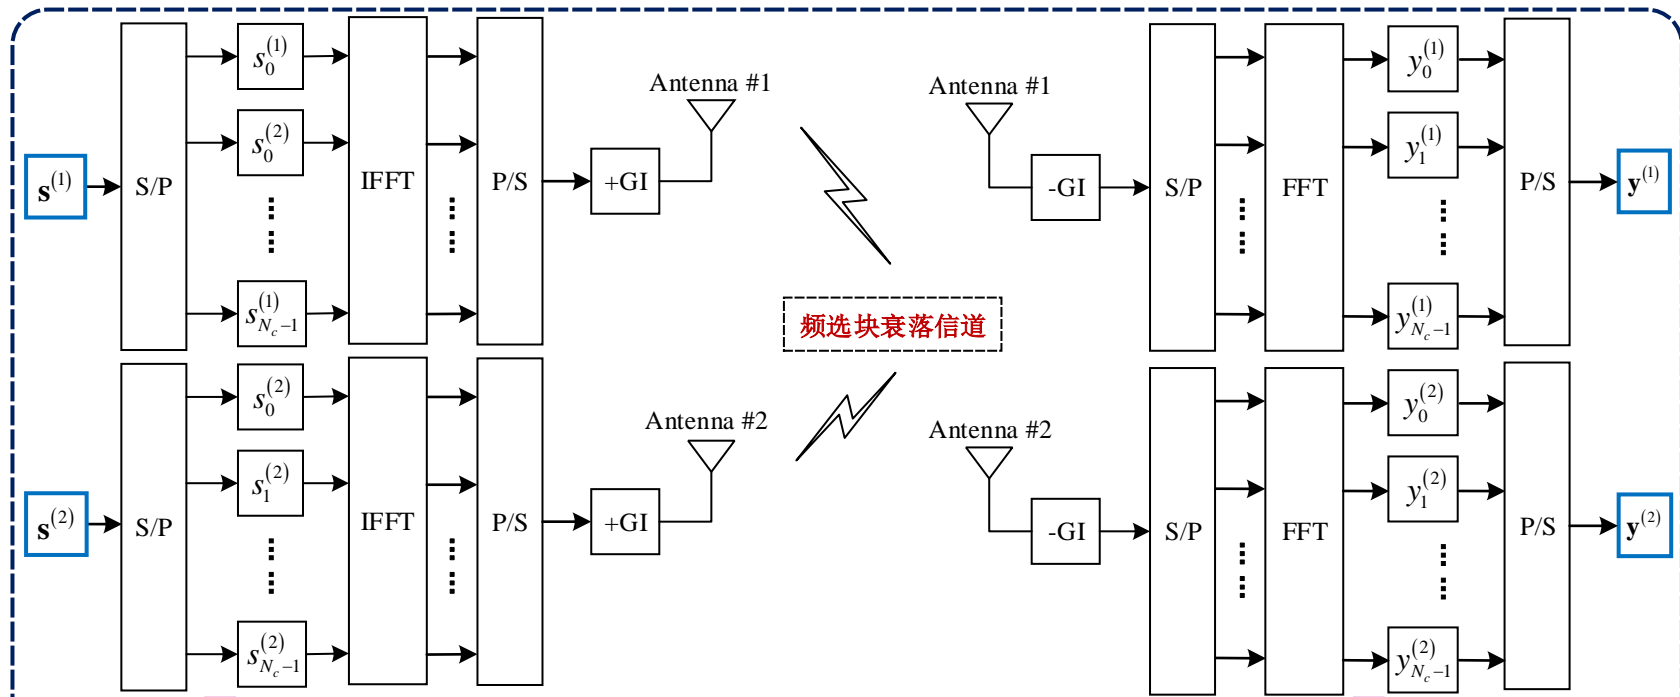 s^(1)
S/P
s_0^(1)
s_0^(2)
s_{N_c-1}^(1)
IFFT
P/S
+GI
Antenna #1
s^(2)
S/P
s_0^(2)
s_1^(2)
s_{N_c-1}^(2)
IFFT
P/S
+GI
Antenna #2
频选块衰落信道
Antenna #1
-GI
S/P
FFT
y_0^(1)
y_1^(1)
y_{N_c-1}^(1)
P/S
y^(1)
Antenna #2
-GI
S/P
FFT
y_0^(2)
y_1^(2)
y_{N_c-1}^(2)
P/S
y^(2)